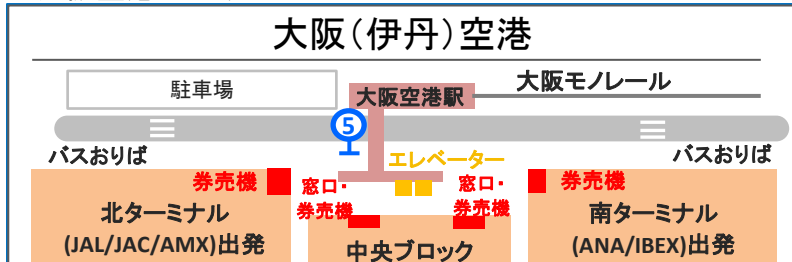 大阪(伊丹)空港
駐車場
大阪空港駅
大阪モノレール
5
バスおりば
エレベーター
バスおりば
券売機
窓口・
券売機
窓口・
券売機
券売機
北ターミナル
(JAL/JAC/AMX)出発
中央ブロック
南ターミナル
(ANA/IBEX)出発